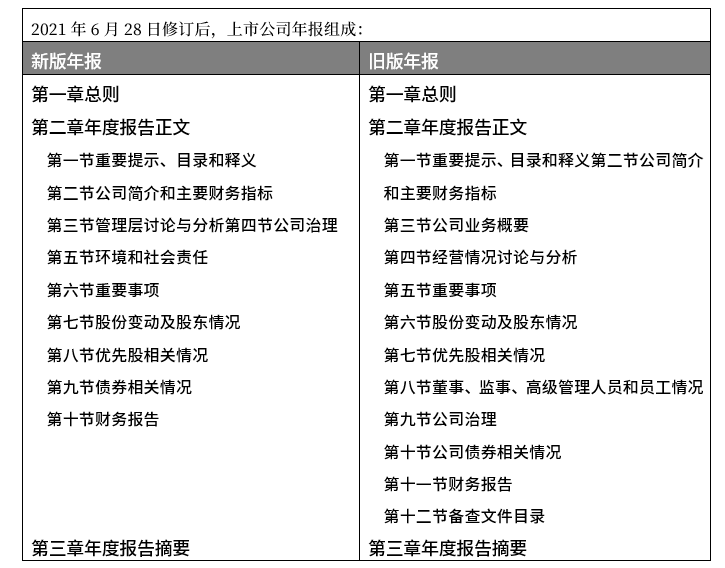 2021 年 6 月 28 日修订后，上市公司年报组成：
新版年报
旧版年报
第一章总则
第二章年度报告正文
第一节重要提示、目录和释义
第二节公司简介和主要财务指标
第三节管理层讨论与分析第四节公司治理
第五节环境和社会责任
第六节重要事项
第七节股份变动及股东情况
第八节优先股相关情况
第九节债券相关情况
第十节财务报告
第三章年度报告摘要
第一章总则
第二章年度报告正文
第一节重要提示、目录和释义第二节公司简介
和主要财务指标
第三节公司业务概要
第四节经营情况讨论与分析
第五节重要事项
第六节股份变动及股东情况
第七节优先股相关情况
第八节董事、监事、高级管理人员和员工情况
第九节公司治理
第十节公司债券相关情况
第十一节财务报告
第十二节备查文件目录
第三章年度报告摘要